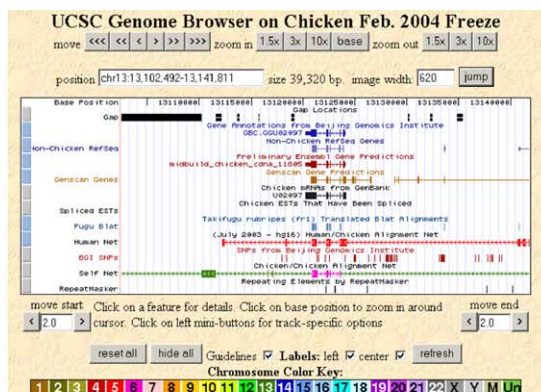 UCSC Genome Browser on Chicken Feb. 2004 Freeze
move <<< << < > >> >>> zoom in 1.5x 3x 10x base zoom out 1.5x 3x 10x
position chr13:13,102,492-13,141,811 size 39,320 bp. image width: 620 jump
Base Position 13110000 13115000 13120000 13125000 13130000 13135000 13140000
Gap Locations
Gap
Gene Annotations from Beijing Genomics Institute
GBC.GGU02097
Non-Chicken RefSeq Genes
Non-Chicken RefSeq
Preliminary Ensembl Gene Predictions
midbuild_chicken_cdna_11605
Genscan Gene Predictions
Genscan Genes
Chicken mRNAs from GenBank
U02097
Chicken ESTs That Have Been Spliced
Spliced ESTs
Takifugu rubripes (fr1) Translated Blat Alignments
Fugu Blat
(July 2003 - hg16) Human/Chicken Alignment Net
Human Net
SNPs from Beijing Genomics Institute
BGI SNPs
Chicken/Chicken Alignment Net
Self Net
Repeating Elements by RepeatMasker
RepeatMasker
move start Click on a feature for details. Click on base position to zoom in around move end
< 2.0 > cursor. Click on left mini-buttons for track-specific options < 2.0 >
reset all hide all Guidelines Labels: left center refresh
Chromosome Color Key:
1 2 3 4 5 6 7 8 9 10 11 12 13 14 15 16 17 18 19 20 21 22 X Y M Un